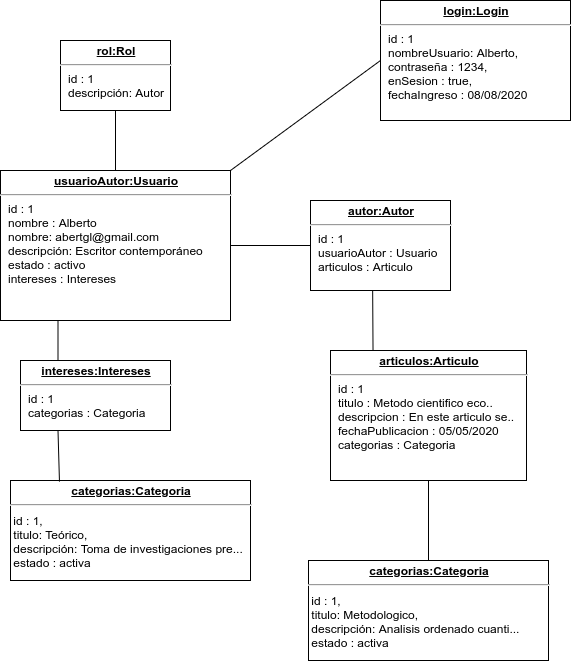 login:Login
id : 1
nombreUsuario: Alberto,
contraseña : 1234,
enSesion : true,
fechaIngreso : 08/08/2020
rol:Rol
id : 1
descripción: Autor
usuarioAutor:Usuario
id : 1
nombre : Alberto
nombre: abertgl@gmail.com
descripción: Escritor contemporáneo
estado : activo
intereses : Intereses
autor:Autor
id : 1
usuarioAutor : Usuario
articulos : Articulo
intereses:Intereses
id : 1
categorias : Categoria
articulos:Articulo
id : 1
titulo : Metodo cientifico eco..
descripcion : En este articulo se..
fechaPublicacion : 05/05/2020
categorias : Categoria
categorias:Categoria
id : 1,
titulo: Teórico,
descripción: Toma de investigaciones pre...
estado : activa
categorias:Categoria
id : 1,
titulo: Metodologico,
descripción: Analisis ordenado cuanti...
estado : activa